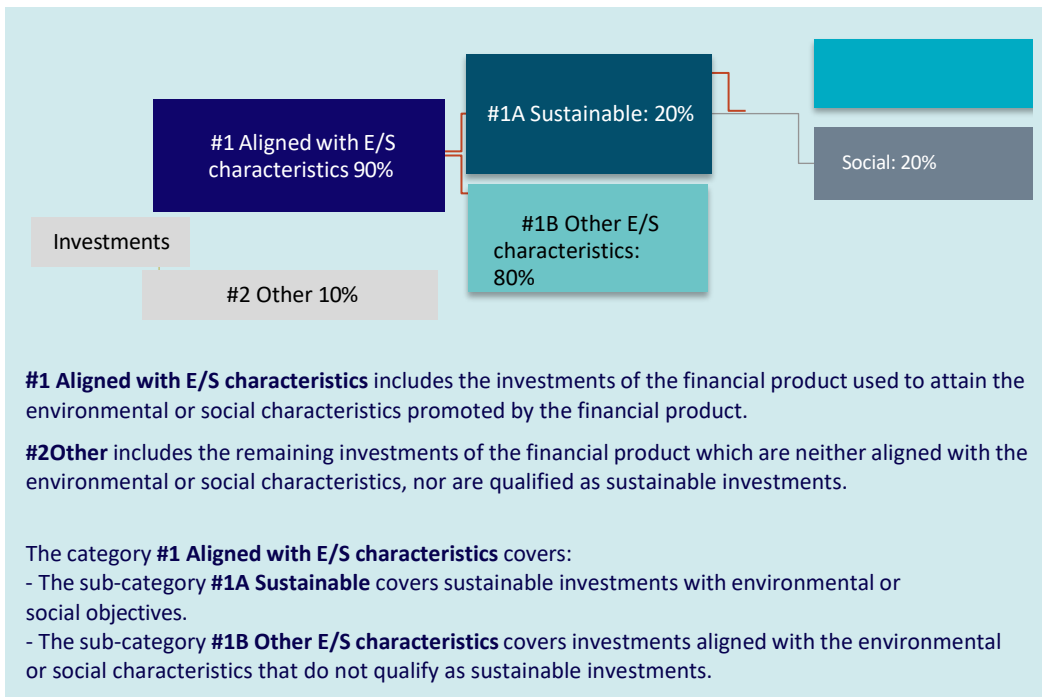 #1A Sustainable: 20%
#1 Aligned with E/S
characteristics 90%
Social: 20%
#1B Other E/S
characteristics:
80%
Investments
#2 Other 10%
#1 Aligned with E/S characteristics includes the investments of the financial product used to attain the
environmental or social characteristics promoted by the financial product.
#2Other includes the remaining investments of the financial product which are neither aligned with the
environmental or social characteristics, nor are qualified as sustainable investments.
The category #1 Aligned with E/S characteristics covers:
- The sub-category #1A Sustainable covers sustainable investments with environmental or
social objectives.
- The sub-category #1B Other E/S characteristics covers investments aligned with the environmental
or social characteristics that do not qualify as sustainable investments.